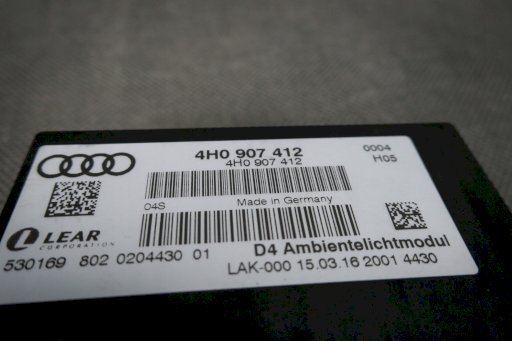 4H0 907 412
4H0 907 412
0004
H05
04S
Made in Germany
LEAR
CORPORATION
D4 Ambientelichtmodul
530169 802 0204430 01
LAK-000 15.03.16 2001 4430